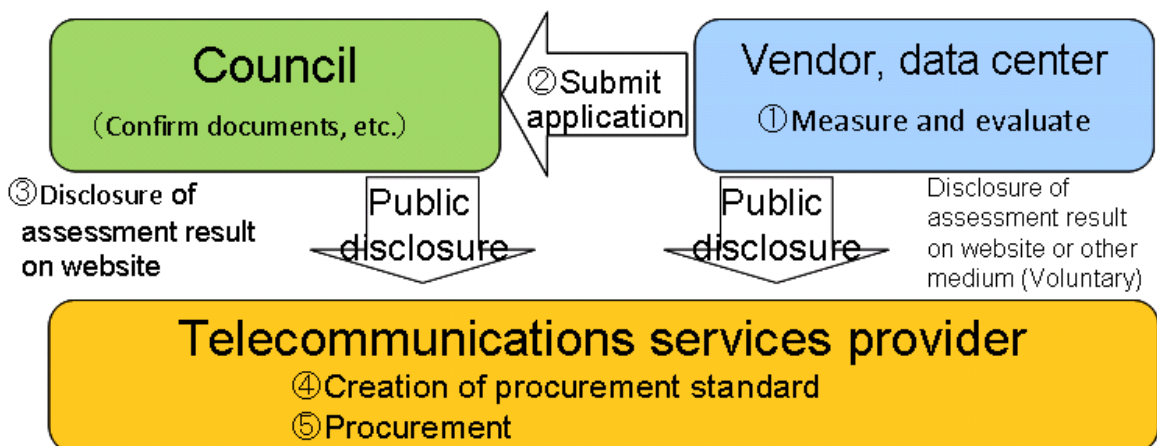 Council
（Confirm documents, etc.）
②Submit
application
Vendor, data center
①Measure and evaluate
③Disclosure of
assessment result
on website
Public
disclosure
Public
disclosure
Disclosure of
assessment result
on website or other
medium (Voluntary)
Telecommunications services provider
④Creation of procurement standard
⑤Procurement